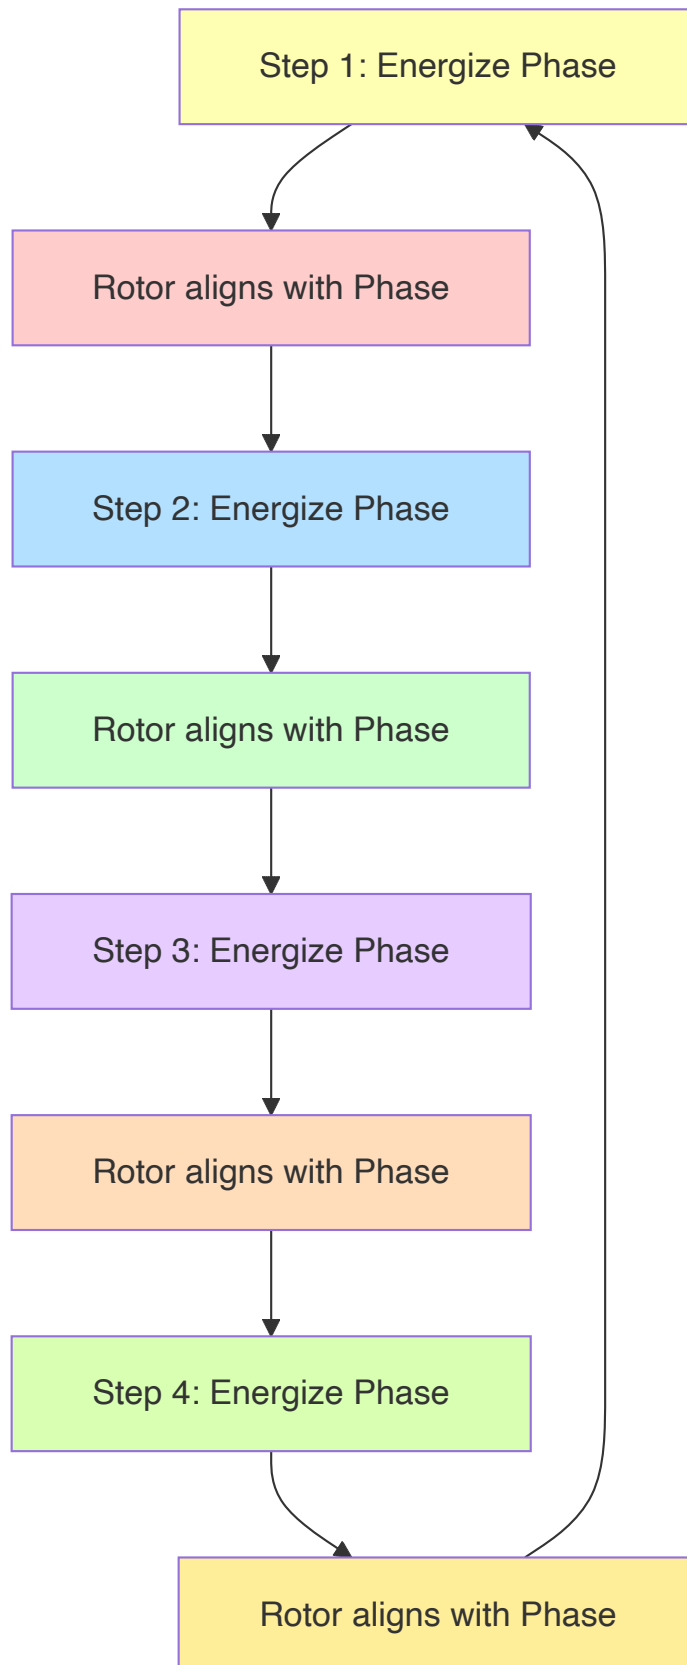 Step 1: Energize Phase
Rotor aligns with Phase
Step 2: Energize Phase
Rotor aligns with Phase
Step 3: Energize Phase
Rotor aligns with Phase
Step 4: Energize Phase
Rotor aligns with Phase